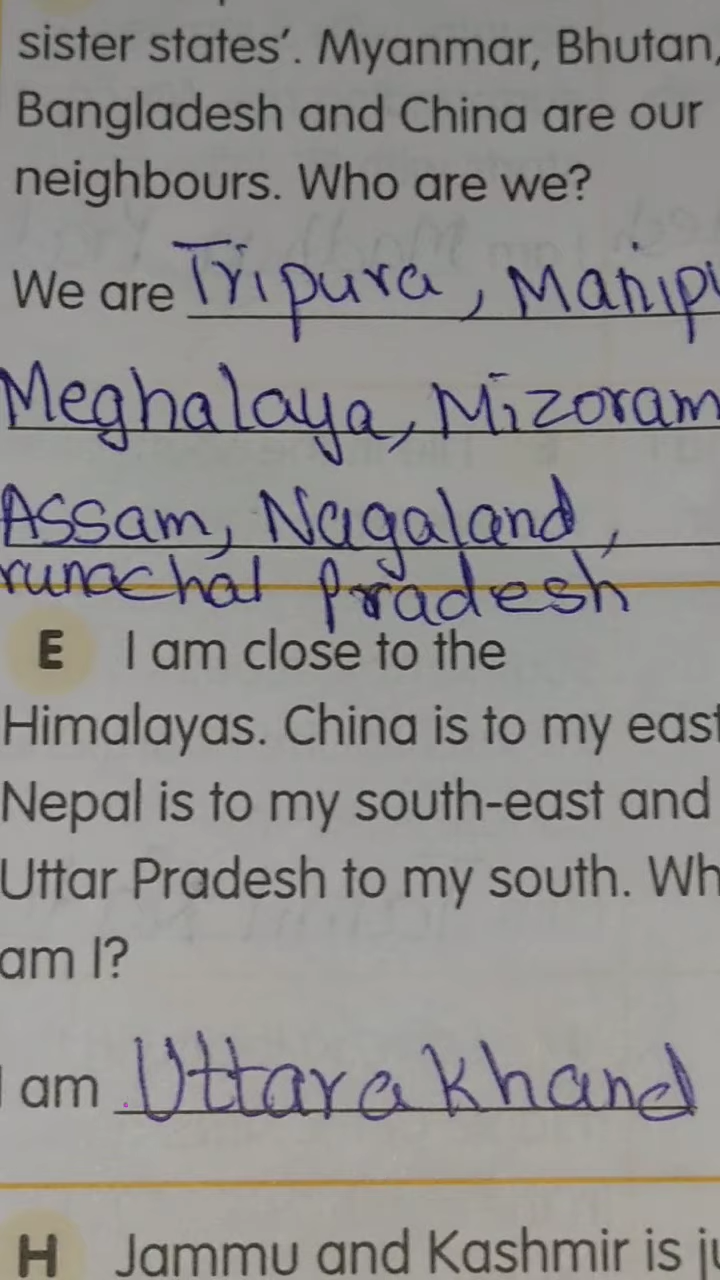 sister states'. Myanmar, Bhutan,
Bangladesh and China are our
neighbours. Who are we?
We are Tripura, Manip
Meghalaya, Mizoram
Assam, Nagaland,
runachal Pradesh
E I am close to the
Himalayas. China is to my east
Nepal is to my south-east and
Uttar Pradesh to my south. Wh
am I?
I am Uttarakhand
H Jammu and Kashmir is ju